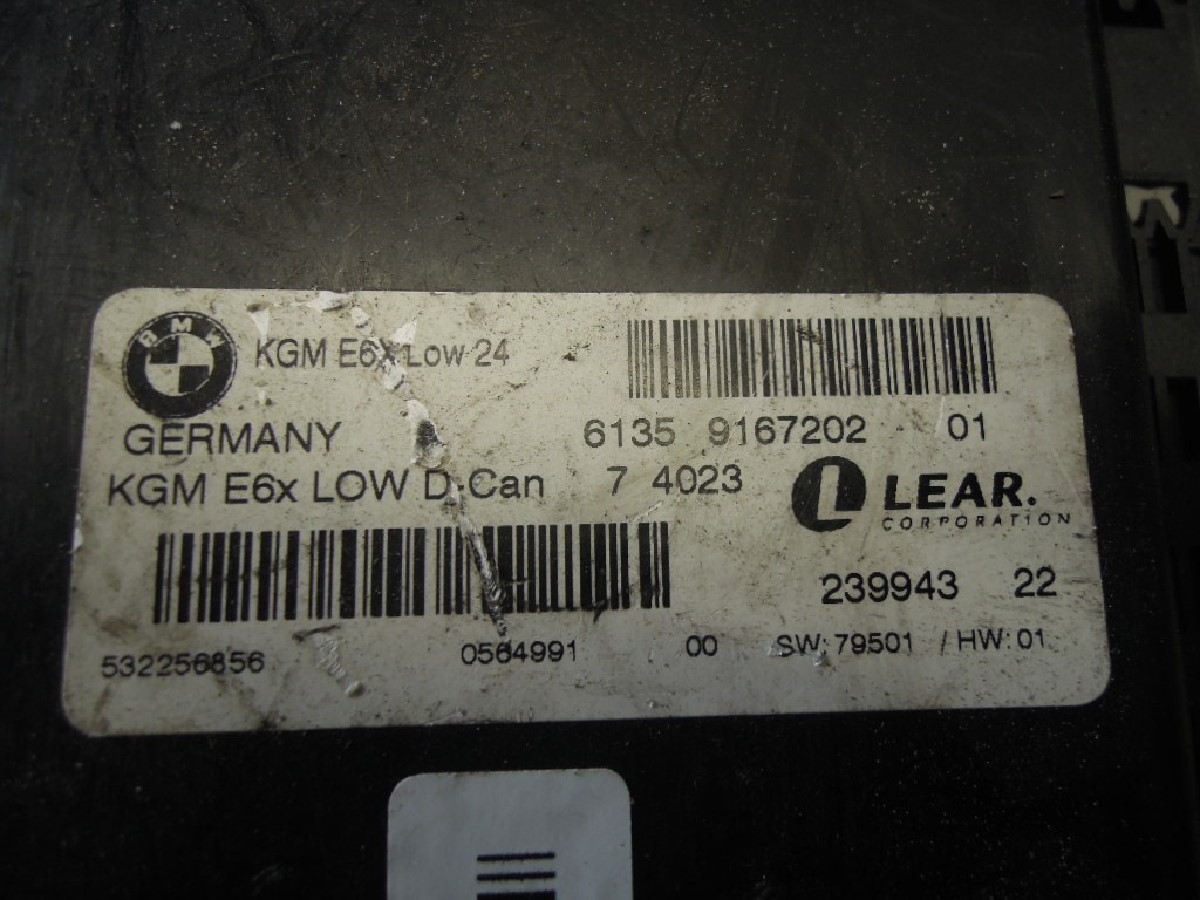 BMW
KGM E6X Low 24
GERMANY 6135 9167202 01
KGM E6x LOW D-Can 7 4023
LEAR.
CORPORATION
239943 22
532256856 0564991 00 SW: 79501 / HW: 01